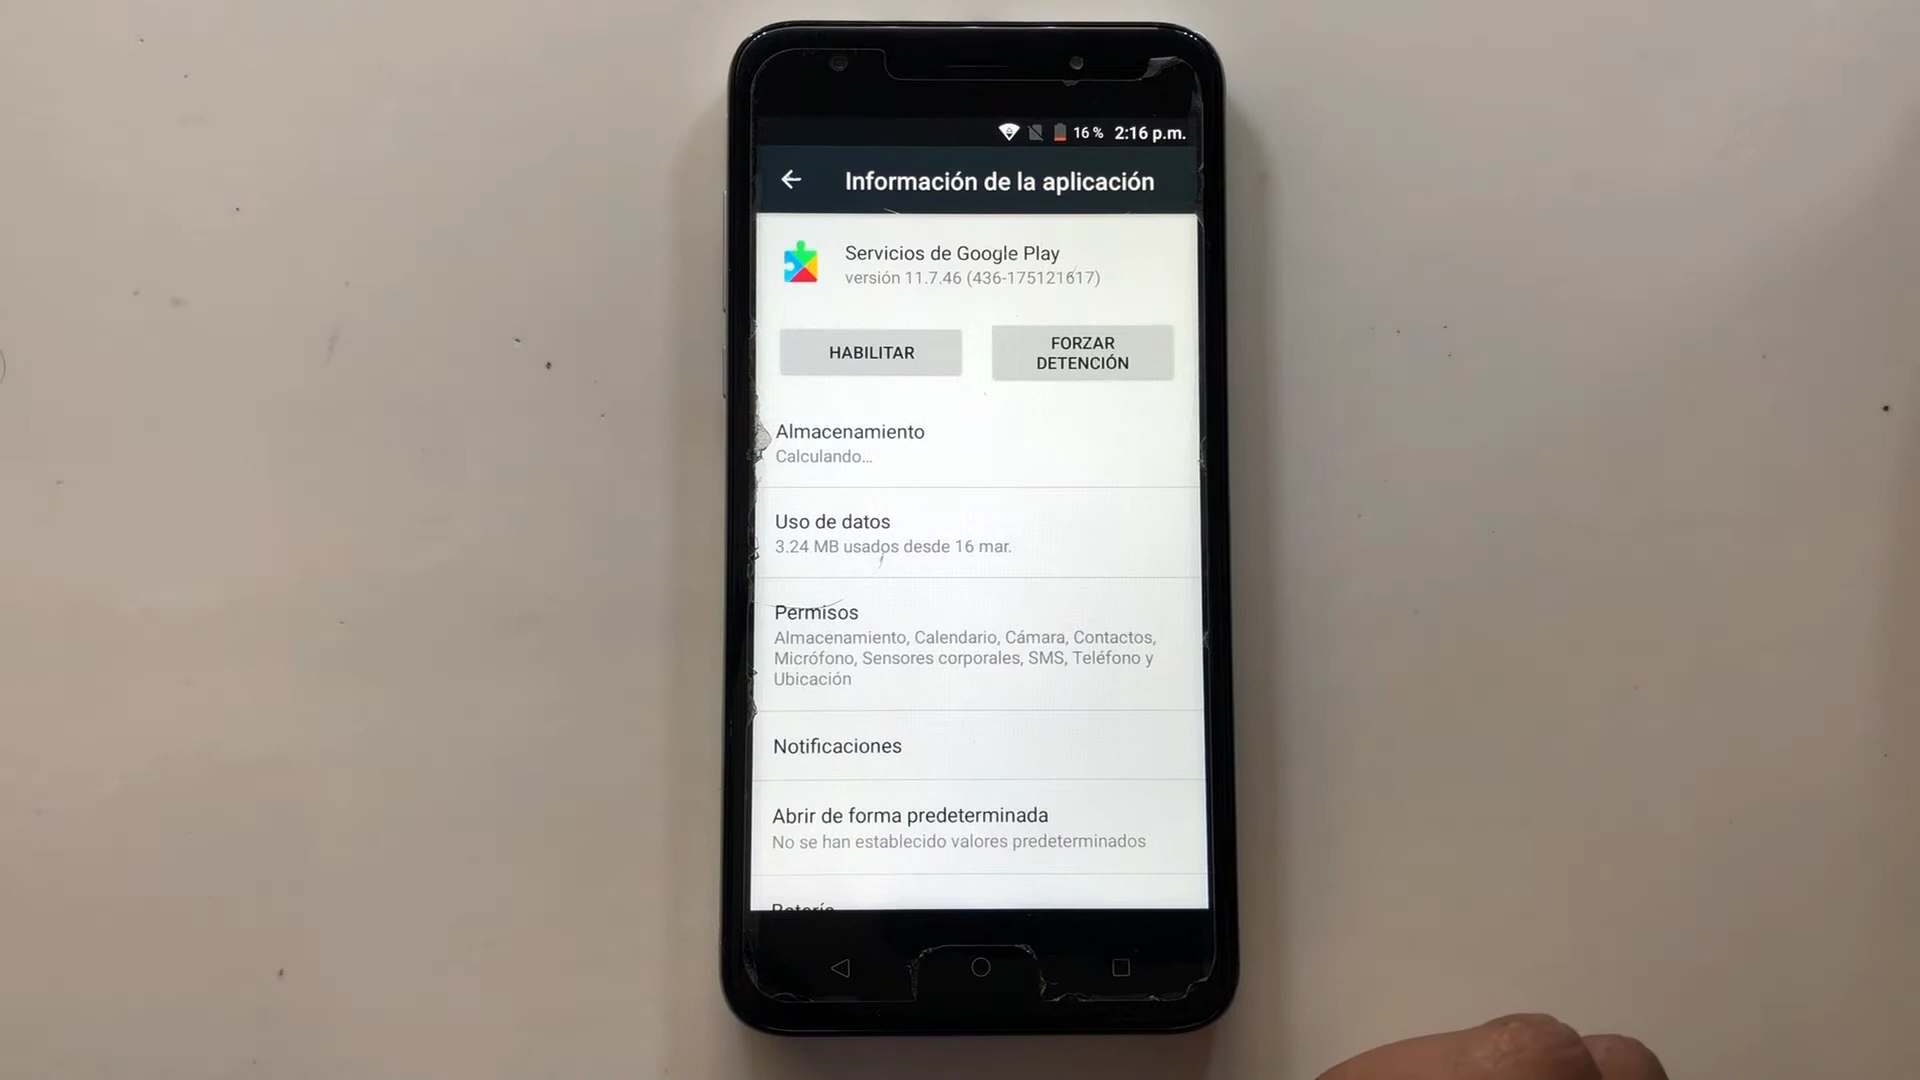 16 % 2:16 p.m.
Información de la aplicación
Servicios de Google Play
versión 11.7.46 (436-175121617)
HABILITAR
FORZAR
DETENCIÓN
Almacenamiento
Calculando...
Uso de datos
3.24 MB usados desde 16 mar.
Permisos
Almacenamiento, Calendario, Cámara, Contactos,
Micrófono, Sensores corporales, SMS, Teléfono y
Ubicación
Notificaciones
Abrir de forma predeterminada
No se han establecido valores predeterminados
Batería